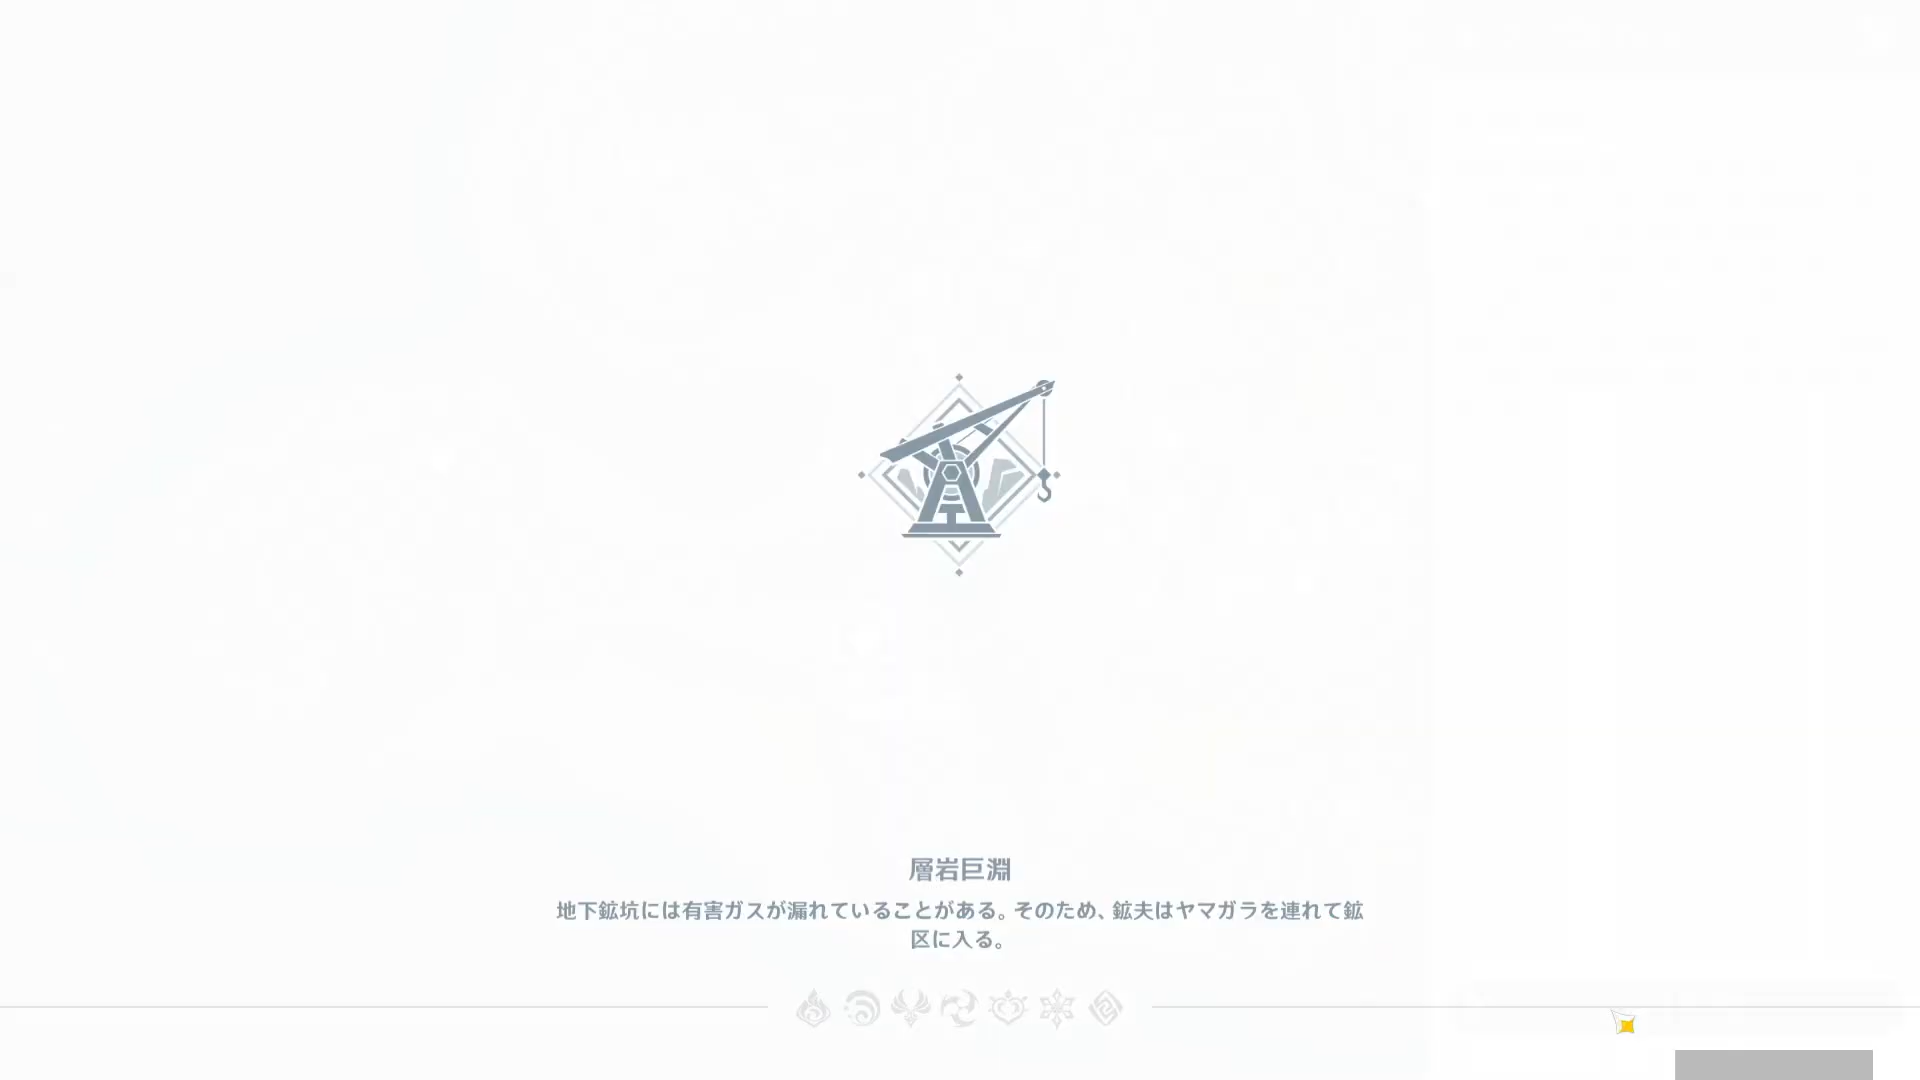 層岩巨淵
地下鉱坑には有害ガスが漏れていることがある。そのため、鉱夫はヤマガラを連れて鉱
区に入る。